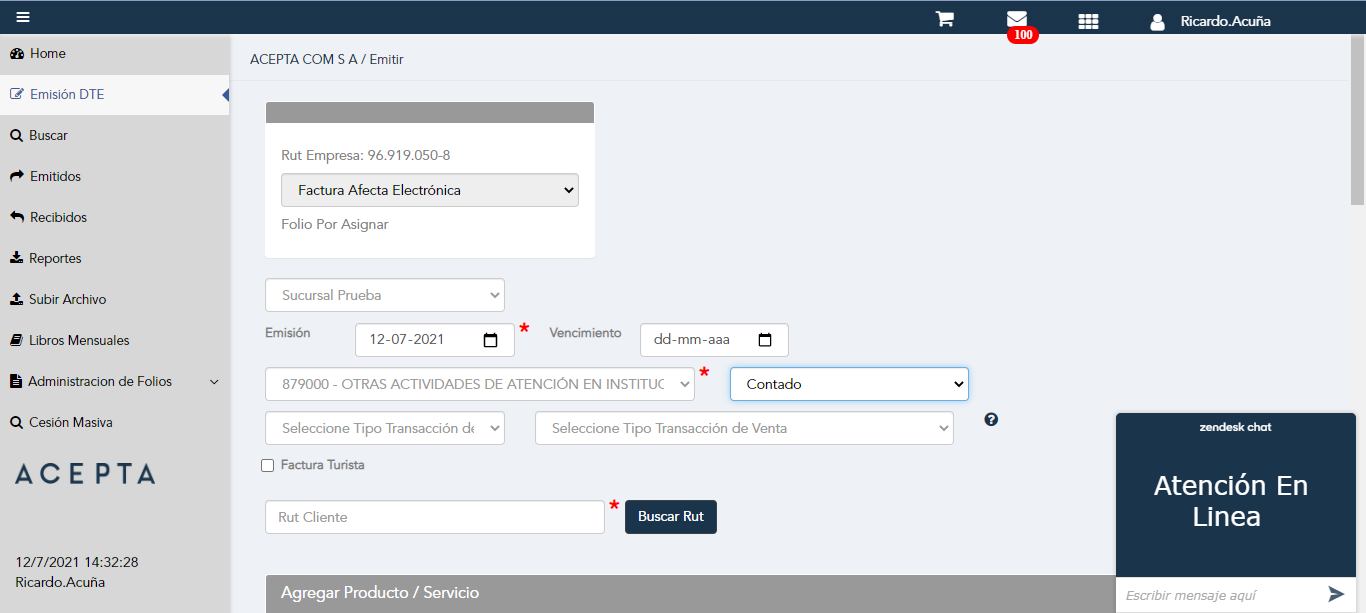 Ricardo.Acuña
100
Home
Emisión DTE
Buscar
Emitidos
Recibidos
Reportes
Subir Archivo
Libros Mensuales
Administracion de Folios
Cesión Masiva
ACEPTA
12/7/2021 14:32:28
Ricardo.Acuña
ACEPTA COM S A / Emitir
Rut Empresa: 96.919.050-8
Factura Afecta Electrónica
Folio Por Asignar
Sucursal Prueba
Emisión 12-07-2021 * Vencimiento dd-mm-aaa
879000 - OTRAS ACTIVIDADES DE ATENCIÓN EN INSTITUC * Contado
Seleccione Tipo Transacción de Seleccione Tipo Transacción de Venta ?
Factura Turista
Rut Cliente * Buscar Rut
Agregar Producto / Servicio
zendesk chat
Atención En
Linea
Escribir mensaje aquí